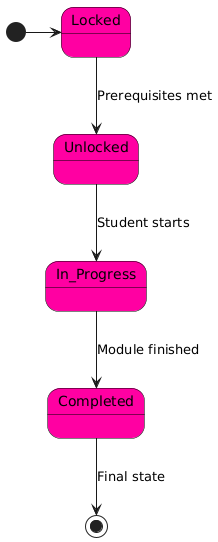 Locked
Prerequisites met
Unlocked
Student starts
In_Progress
Module finished
Completed
Final state